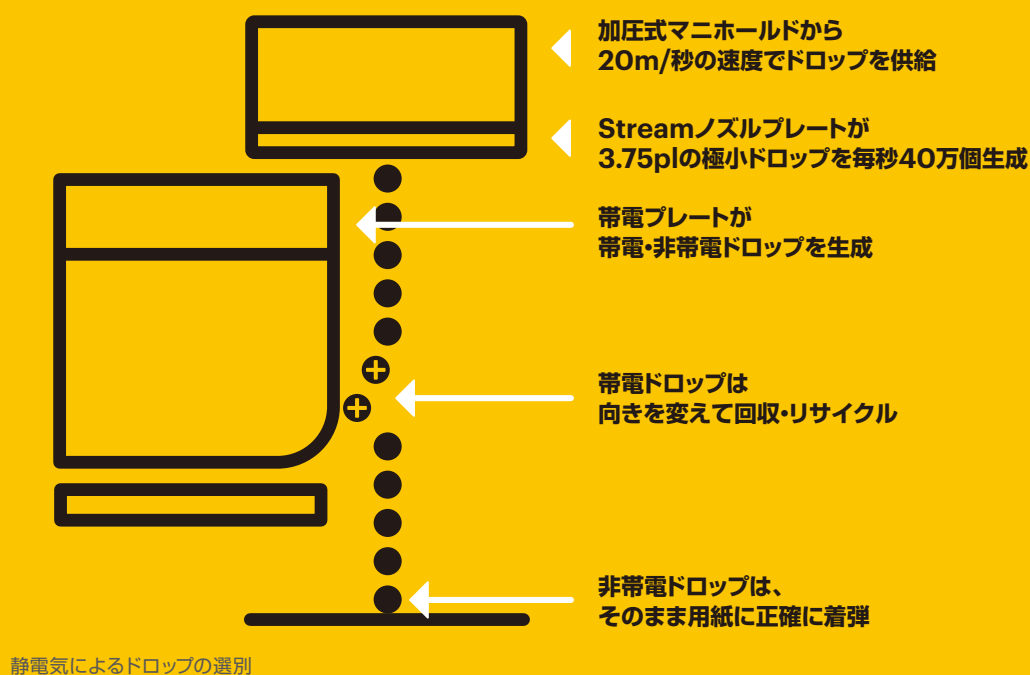 加圧式マニホールドから
20m/秒の速度でドロップを供給
Streamノズルプレートが
3.75plの極小ドロップを毎秒40万個生成
帯電プレートが
帯電・非帯電ドロップを生成
帯電ドロップは
向きを変えて回収・リサイクル
非帯電ドロップは、
そのまま用紙に正確に着弾
静電気によるドロップの選別